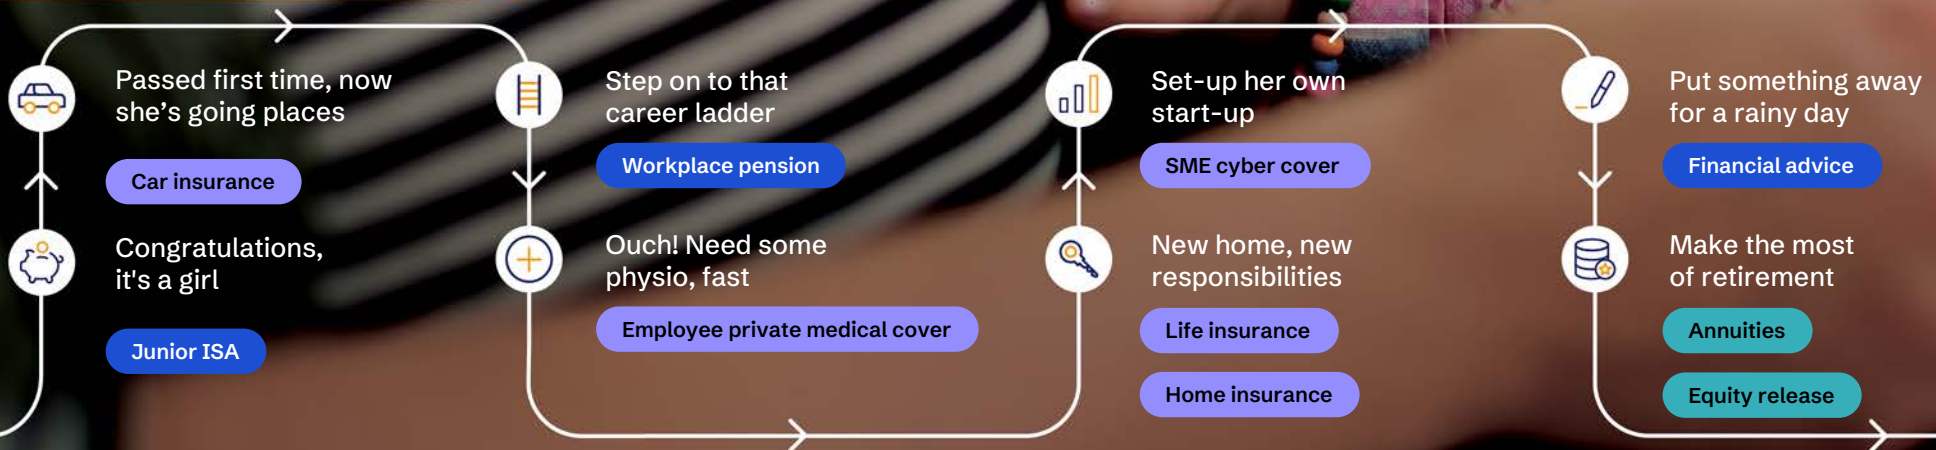 Passed first time, now
she’s going places
Car insurance
Congratulations,
it's a girl
Junior ISA
Step on to that
career ladder
Workplace pension
Ouch! Need some
physio, fast
Employee private medical cover
Set-up her own
start-up
SME cyber cover
New home, new
responsibilities
Life insurance
Home insurance
Put something away
for a rainy day
Financial advice
Make the most
of retirement
Annuities
Equity release